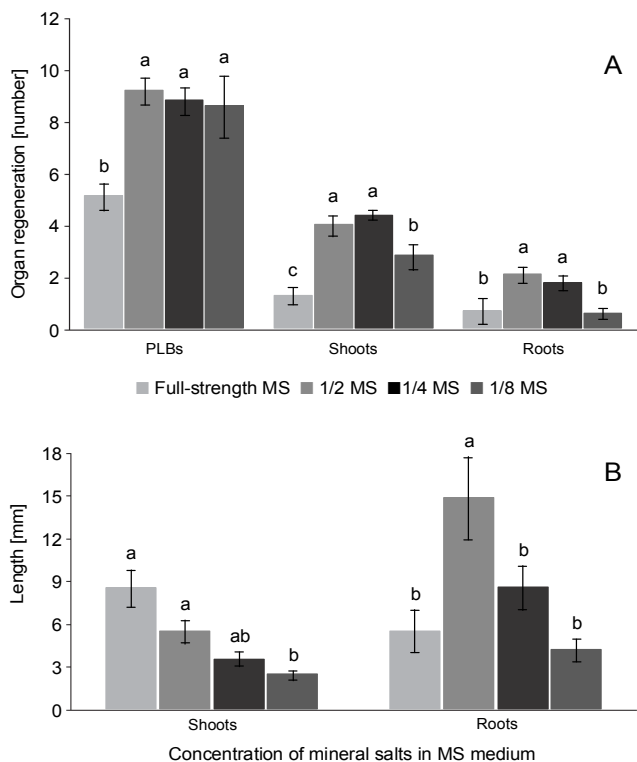 A
Organ regeneration [number]
12
10
8
6
4
2
0
b
a
a
a
c
a
a
b
b
a
a
b
PLBs
Shoots
Roots
Full-strength MS 1/2 MS 1/4 MS 1/8 MS
B
Length [mm]
18
15
12
9
6
3
0
a
a
ab
b
b
a
b
b
Shoots
Roots
Concentration of mineral salts in MS medium